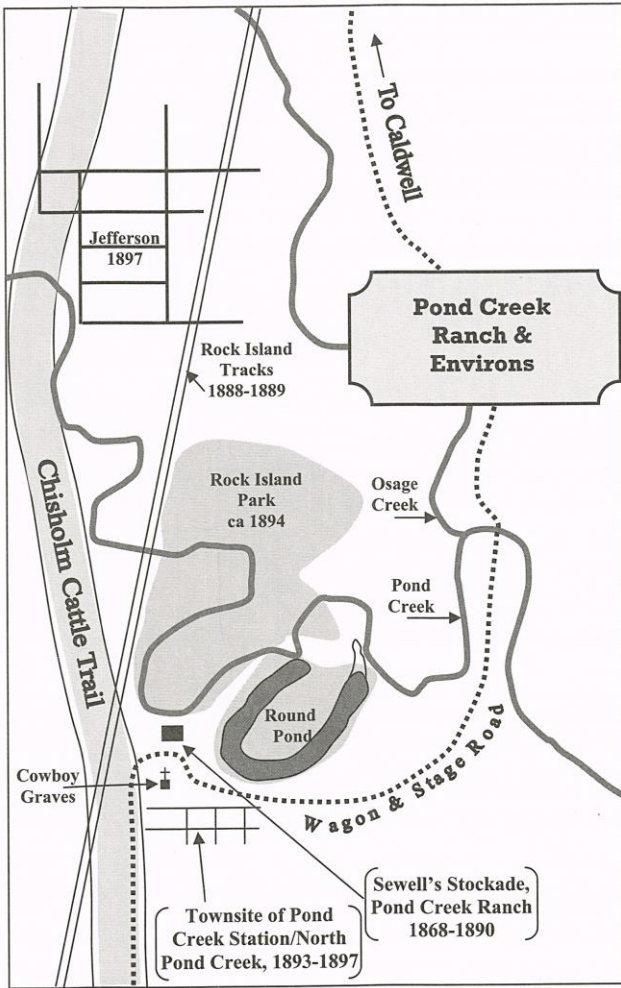 To Caldwell
Jefferson
1897
Pond Creek
Ranch &
Environs
Rock Island
Tracks
1888-1889
Chisholm Cattle Trail
Rock Island
Park
ca 1894
Osage
Creek
Pond
Creek
Round
Pond
Cowboy
Graves
Wagon & Stage Road
Sewell's Stockade,
Pond Creek Ranch
1868-1890
Townsite of Pond
Creek Station/North
Pond Creek, 1893-1897